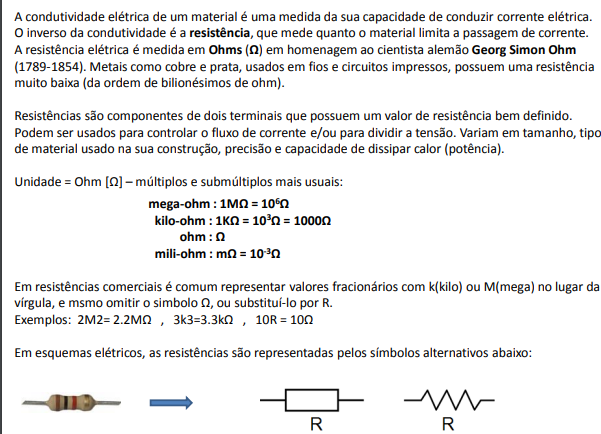 A condutividade elétrica de um material é uma medida da sua capacidade de conduzir corrente elétrica.
O inverso da condutividade é a resistência, que mede quanto o material limita a passagem de corrente.
A resistência elétrica é medida em Ohms (Ω) em homenagem ao cientista alemão Georg Simon Ohm
(1789-1854). Metais como cobre e prata, usados em fios e circuitos impressos, possuem uma resistência
muito baixa (da ordem de bilionésimos de ohm).
Resistências são componentes de dois terminais que possuem um valor de resistência bem definido.
Podem ser usados para controlar o fluxo de corrente e/ou para dividir a tensão. Variam em tamanho, tipo
de material usado na sua construção, precisão e capacidade de dissipar calor (potência).
Unidade = Ohm [Ω] – múltiplos e submúltiplos mais usuais:
mega-ohm : 1MΩ = 10⁶Ω
kilo-ohm : 1KΩ = 10³Ω = 1000Ω
ohm : Ω
mili-ohm : mΩ = 10⁻³Ω
Em resistências comerciais é comum representar valores fracionários com k(kilo) ou M(mega) no lugar da
vírgula, e msmo omitir o simbolo Ω, ou substituí-lo por R.
Exemplos: 2M2= 2.2MΩ , 3k3=3.3kΩ , 10R = 10Ω
Em esquemas elétricos, as resistências são representadas pelos símbolos alternativos abaixo:
R R